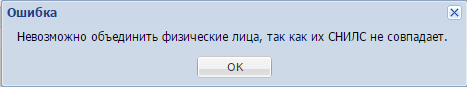 Ошибка
Невозможно объединить физические лица, так как их СНИЛС не совпадает.
OK